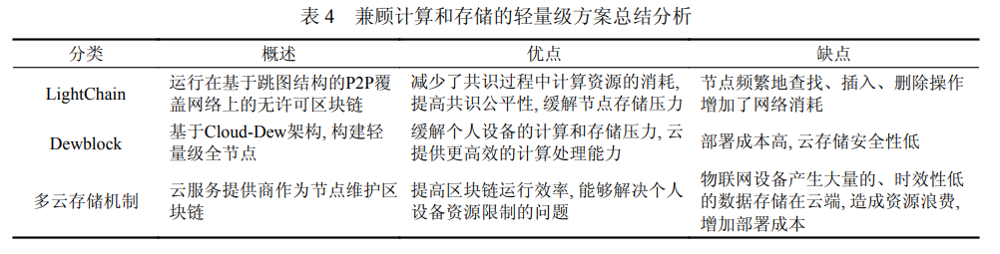 表 4 兼顾计算和存储的轻量级方案总结分析
分类 概述 优点 缺点
LightChain
运行在基于跳图结构的P2P覆
盖网络上的无许可区块链
减少了共识过程中计算资源的消耗,
提高共识公平性, 缓解节点存储压力
节点频繁地查找、插入、删除操作
增加了网络消耗
Dewblock
基于Cloud-Dew架构, 构建轻
量级全节点
缓解个人设备的计算和存储压力, 云
提供更高效的计算处理能力
部署成本高, 云存储安全性低
多云存储机制
云服务提供商作为节点维护区
块链
提高区块链运行效率, 能够解决个人
设备资源限制的问题
物联网设备产生大量的、时效性低
的数据存储在云端, 造成资源浪费,
增加部署成本